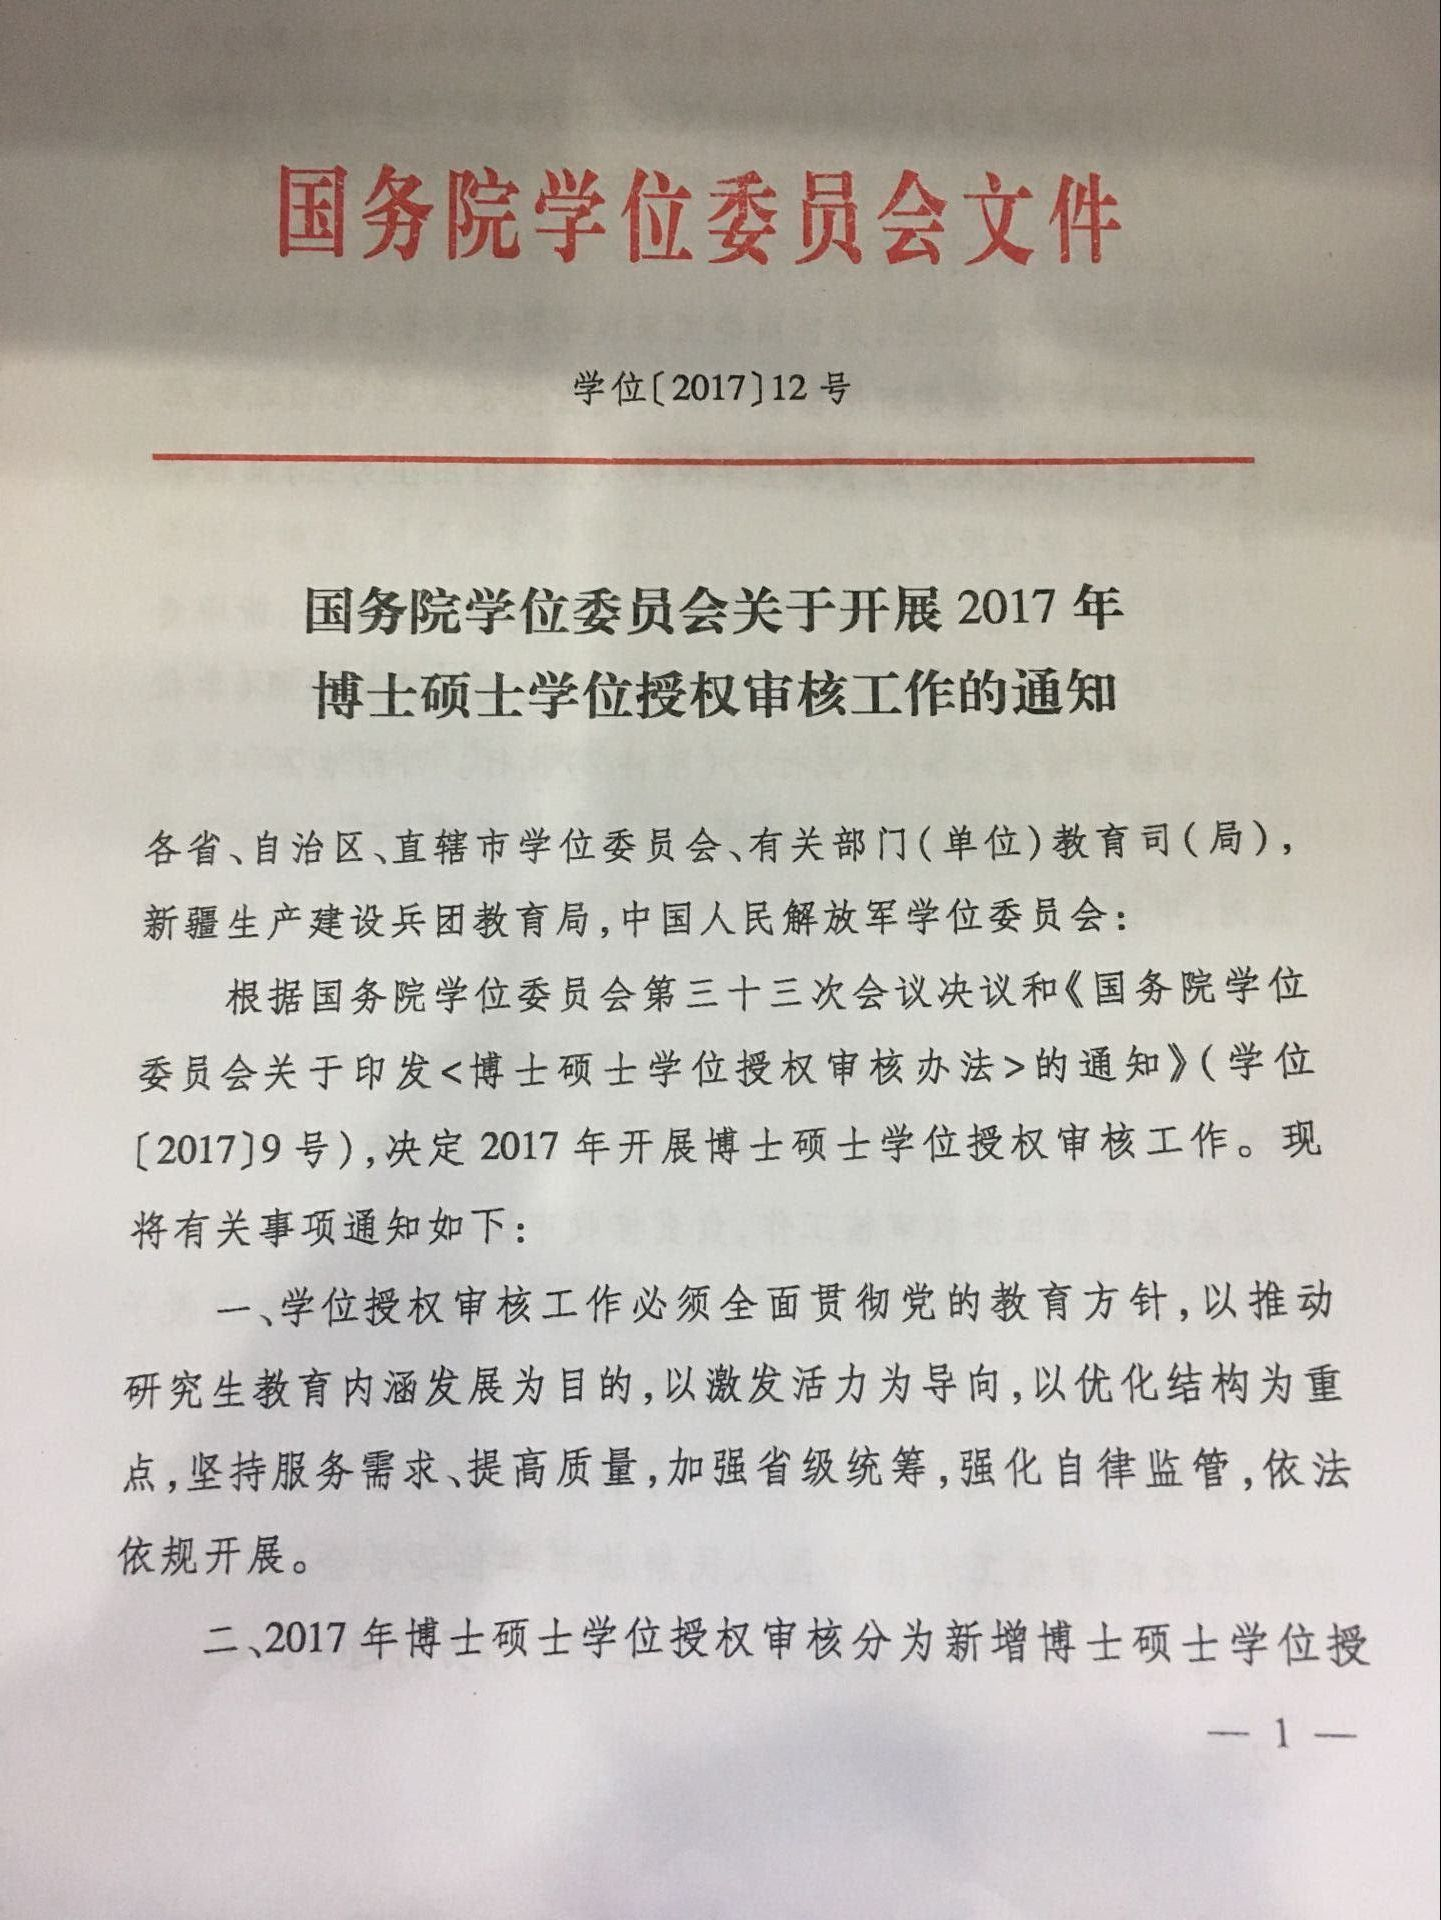 国务院学位委员会文件
学位〔2017〕12 号
国务院学位委员会关于开展 2017 年
博士硕士学位授权审核工作的通知
各省、自治区、直辖市学位委员会、有关部门(单位)教育司(局),
新疆生产建设兵团教育局,中国人民解放军学位委员会:
根据国务院学位委员会第三十三次会议决议和《国务院学位
委员会关于印发<博士硕士学位授权审核办法>的通知》(学位
〔2017〕9 号),决定 2017 年开展博士硕士学位授权审核工作。现
将有关事项通知如下:
一、学位授权审核工作必须全面贯彻党的教育方针,以推动
研究生教育内涵发展为目的,以激发活力为导向,以优化结构为重
点,坚持服务需求、提高质量,加强省级统筹,强化自律监管,依法
依规开展。
二、2017 年博士硕士学位授权审核分为新增博士硕士学位授
— 1 —